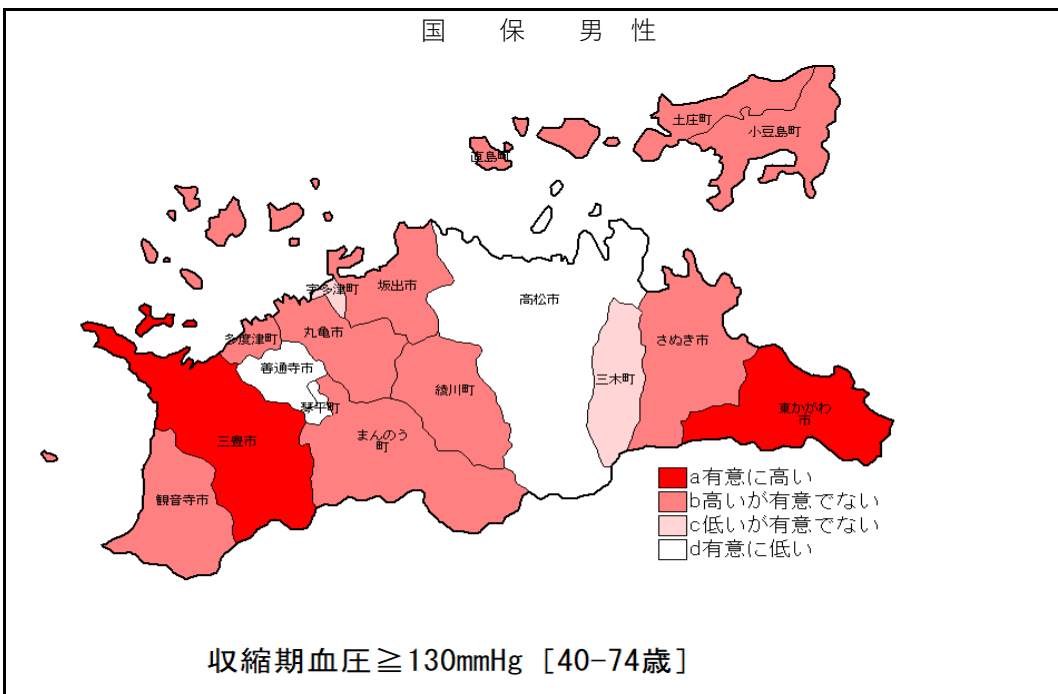 国 保 男 性
土庄町
小豆島町
直島町
宇多津町
坂出市
高松市
丸亀市
多度津町
さぬき市
善通寺市
三木町
綾川町
琴平町
東かがわ
市
まんのう
町
三豊市
観音寺市
a有意に高い
b高いが有意でない
c低いが有意でない
d有意に低い
収縮期血圧≧130mmHg［40-74歳］